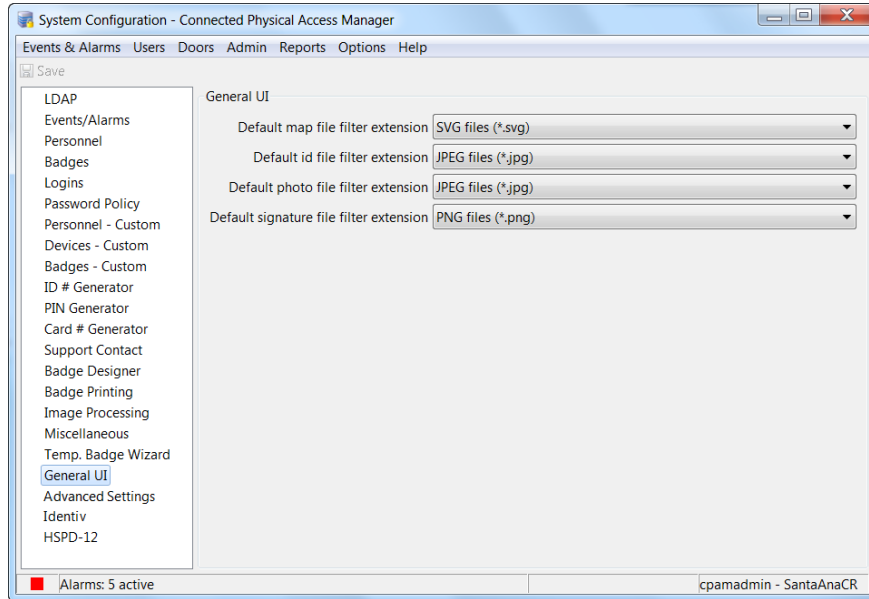 System Configuration - Connected Physical Access Manager
Events & Alarms Users Doors Admin Reports Options Help
Save
LDAP
Events/Alarms
Personnel
Badges
Logins
Password Policy
Personnel - Custom
Devices - Custom
Badges - Custom
ID # Generator
PIN Generator
Card # Generator
Support Contact
Badge Designer
Badge Printing
Image Processing
Miscellaneous
Temp. Badge Wizard
General UI
Advanced Settings
Identiv
HSPD-12
General UI
Default map file filter extension SVG files (*.svg)
Default id file filter extension JPEG files (*.jpg)
Default photo file filter extension JPEG files (*.jpg)
Default signature file filter extension PNG files (*.png)
Alarms: 5 active
cpamadmin - SantaAnaCR